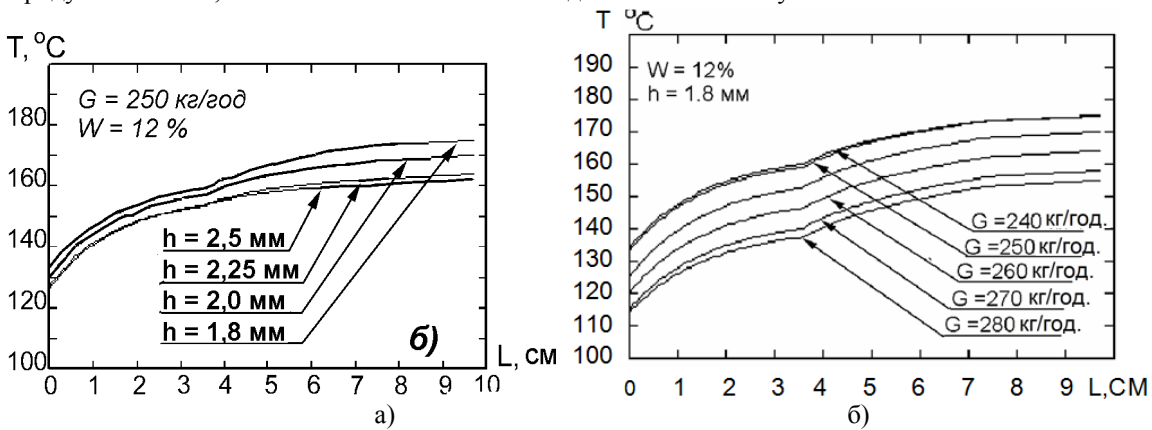 T, °C
G = 250 кг/год
W = 12 %
180
160
140
120
100
h = 2,5 мм
h = 2,25 мм
h = 2,0 мм
h = 1,8 мм
б)
L, см
0 1 2 3 4 5 6 7 8 9 10
а)
T °C
W = 12%
h = 1.8 мм
190
180
170
160
150
140
130
120
110
100
G =240 кг/год.
G =250 кг/год.
G =260 кг/год.
G =270 кг/год.
G =280 кг/год.
0 1 2 3 4 5 6 7 8 9 L,СМ
б)